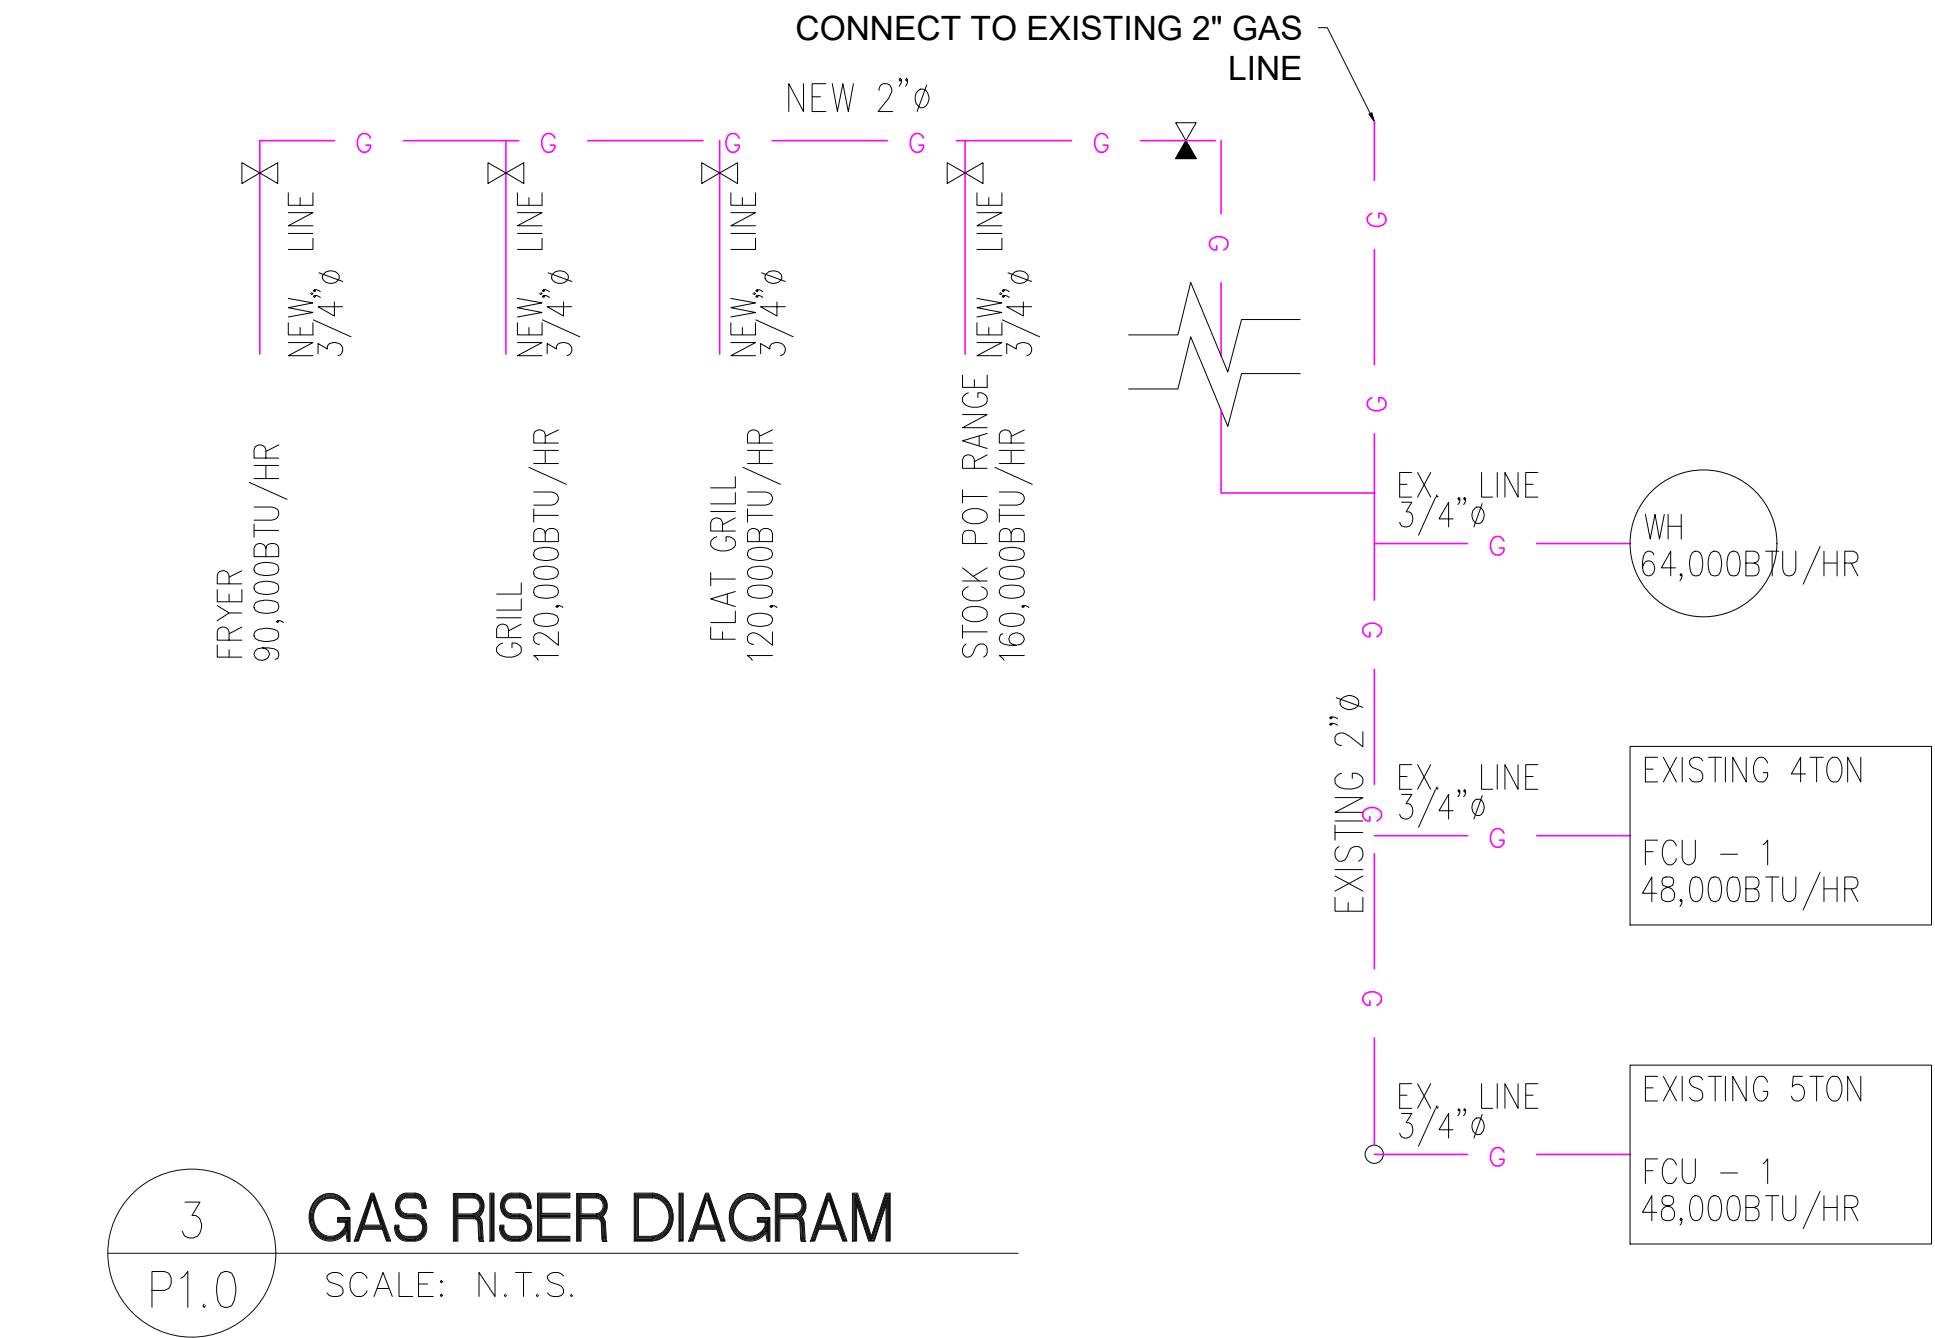 CONNECT TO EXISTING 2" GAS
LINE
NEW 2"ø
G G G G G
G
G
G
NEW LINE
3/4"ø
NEW LINE
3/4"ø
NEW LINE
3/4"ø
NEW LINE
3/4"ø
FRYER
90,000BTU/HR
GRILL
120,000BTU/HR
FLAT GRILL
120,000BTU/HR
STOCK POT RANGE
160,000BTU/HR
EX. LINE
3/4"ø
G
WH
64,000BTU/HR
G
EXISTING 2"ø
G
EX. LINE
3/4"ø
G
EXISTING 4TON
FCU - 1
48,000BTU/HR
G
EX. LINE
3/4"ø
G
EXISTING 5TON
FCU - 1
48,000BTU/HR
3
P1.0
GAS RISER DIAGRAM
SCALE: N.T.S.